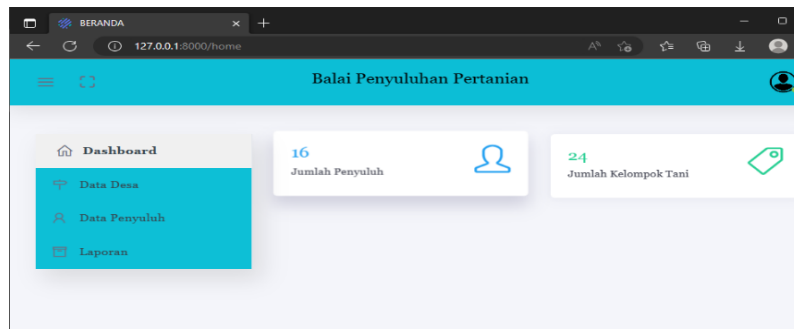 BERANDA
127.0.0.1:8000/home
Balai Penyuluhan Pertanian
Dashboard
Data Desa
Data Penyuluh
Laporan
16
Jumlah Penyuluh
24
Jumlah Kelompok Tani